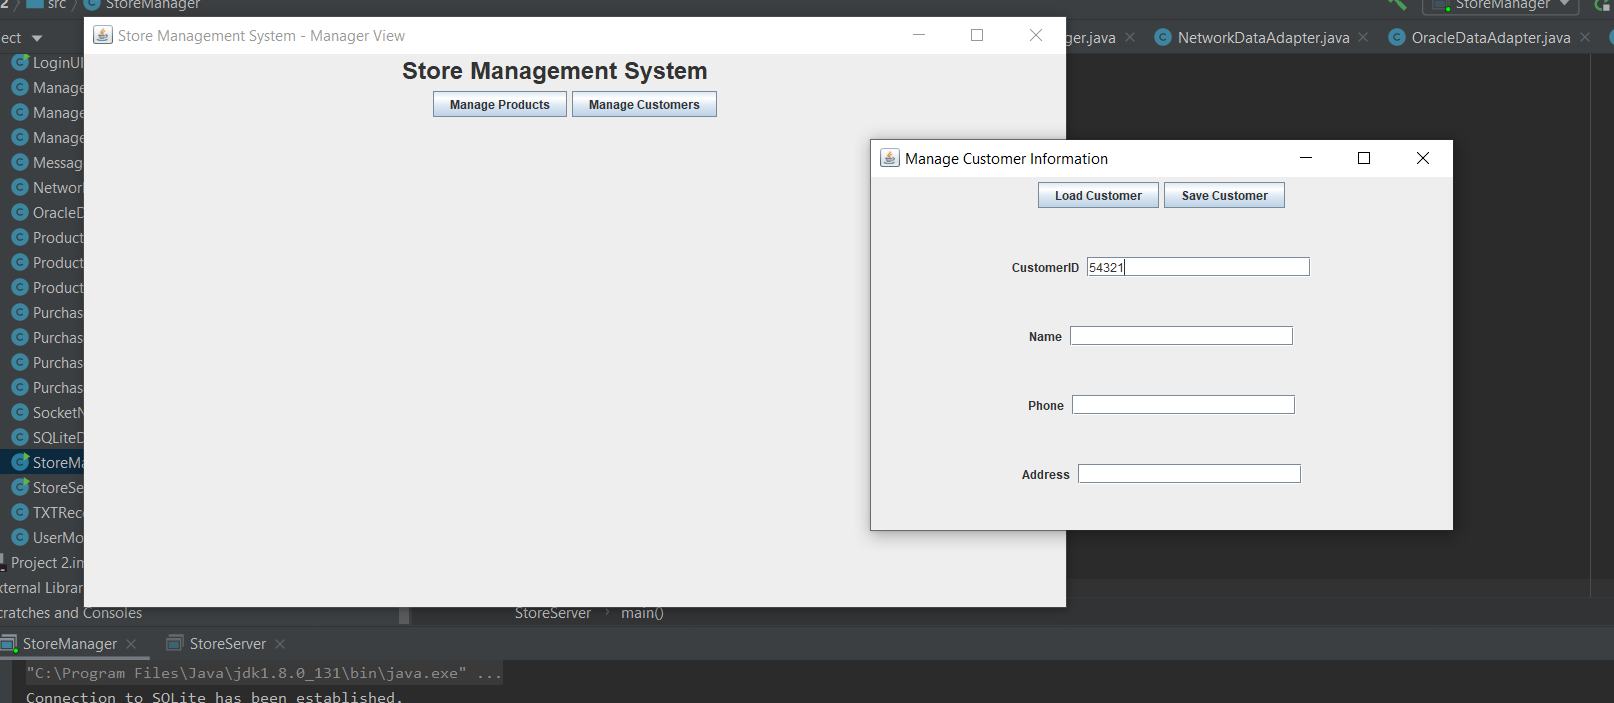 src StoreManager StoreManager
ect
Store Management System - Manager View
NetworkDataAdapter.java OracleDataAdapter.java
Store Management System
Manage Products Manage Customers
Manage Customer Information
Load Customer Save Customer
CustomerID 54321
Name
Phone
Address
LoginUI
Manage
Manage
Manage
Messag
Networ
OracleD
Product
Product
Product
Purchas
Purchas
Purchas
Purchas
SocketN
SQLiteD
StoreMa
StoreSe
TXTRec
UserMo
Project 2.in
xternal Librar
cratches and Consoles
StoreServer main()
StoreManager StoreServer
"C:\Program Files\Java\jdk1.8.0_131\bin\java.exe" ...
Connection to SQLite has been established.